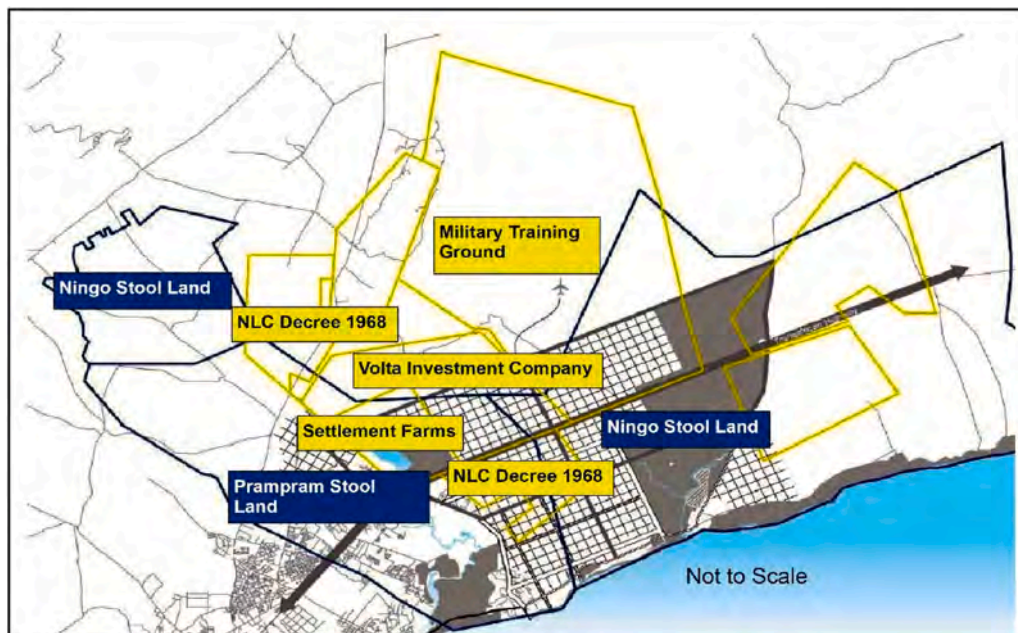 Military Training
Ground
Ningo Stool Land
NLC Decree 1968
Volta Investment Company
Settlement Farms
Ningo Stool Land
NLC Decree 1968
Prampram Stool
Land
Not to Scale